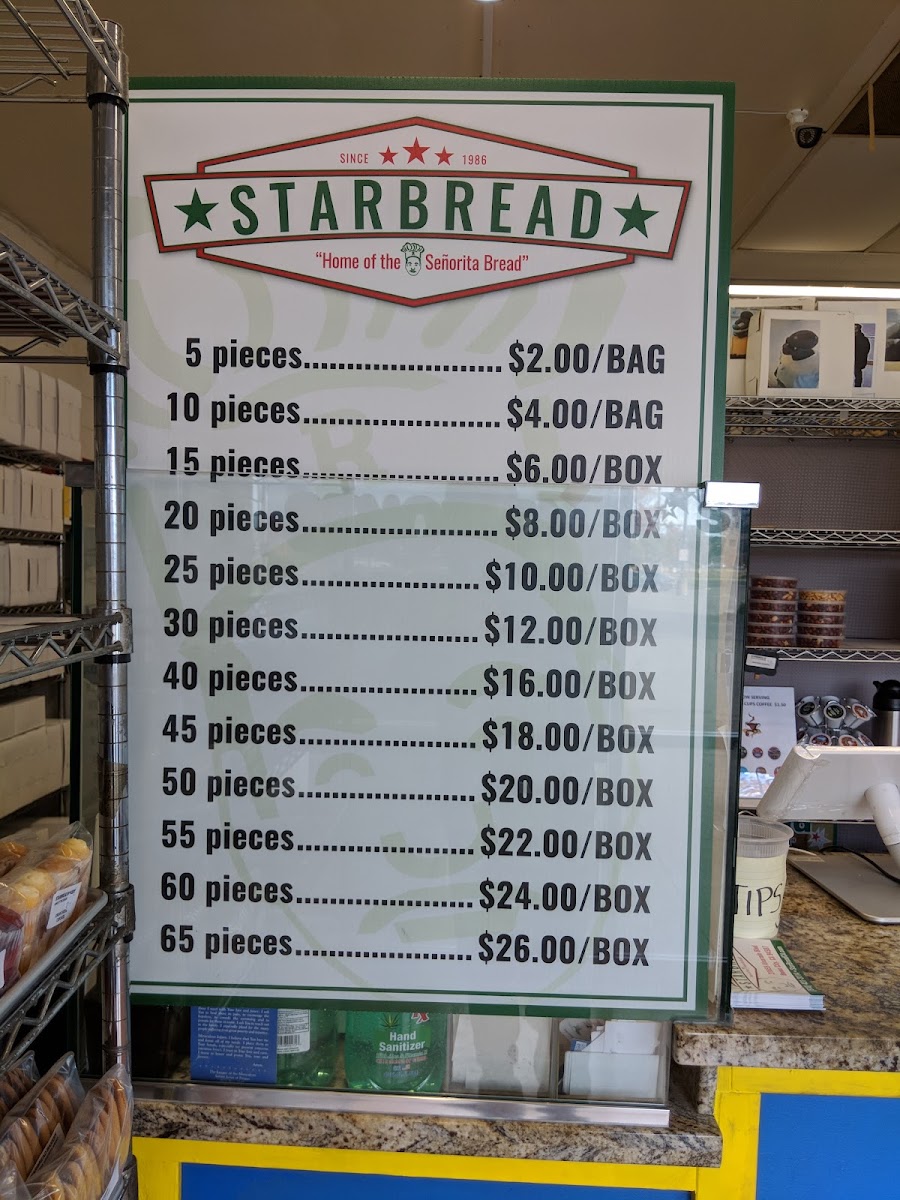 SINCE 1986
STARBREAD
"Home of the Señorita Bread"
5 pieces........................ $2.00/BAG
10 pieces........................ $4.00/BAG
15 pieces........................ $6.00/BOX
20 pieces........................ $8.00/BOX
25 pieces...................... $10.00/BOX
30 pieces...................... $12.00/BOX
40 pieces...................... $16.00/BOX
45 pieces...................... $18.00/BOX
50 pieces...................... $20.00/BOX
55 pieces...................... $22.00/BOX
60 pieces...................... $24.00/BOX
65 pieces...................... $26.00/BOX
TIPS
Hand
Sanitizer